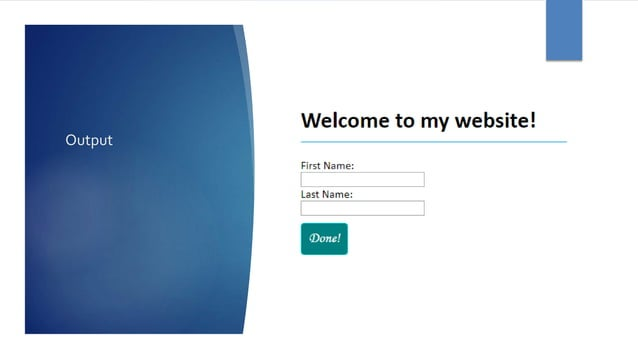 Output
Welcome to my website!
First Name:
Last Name:
Done!